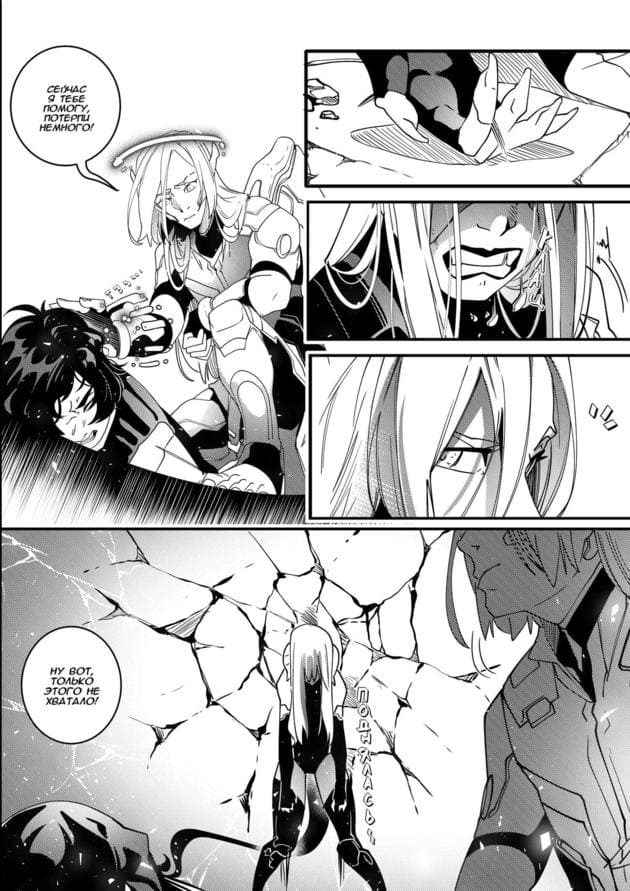 СЕЙЧАС
Я ТЕБЕ
ПОМОГУ,
ПОТЕРПИ
НЕМНОГО!
НУ ВОТ,
ТОЛЬКО
ЭТОГО НЕ
ХВАТАЛО!
ПОДНЯЛАСЬ!